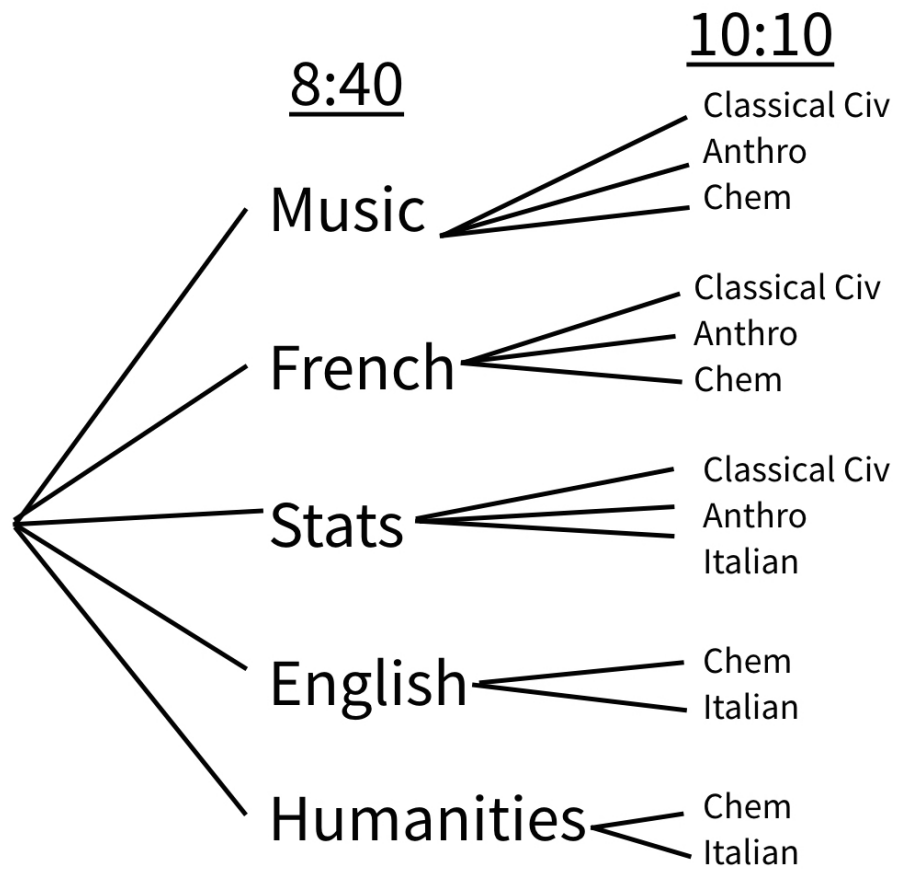 10:10
8:40
Classical Civ
Anthro
Chem
Music
Classical Civ
Anthro
Chem
French
Classical Civ
Anthro
Italian
Stats
Chem
Italian
English
Chem
Italian
Humanities